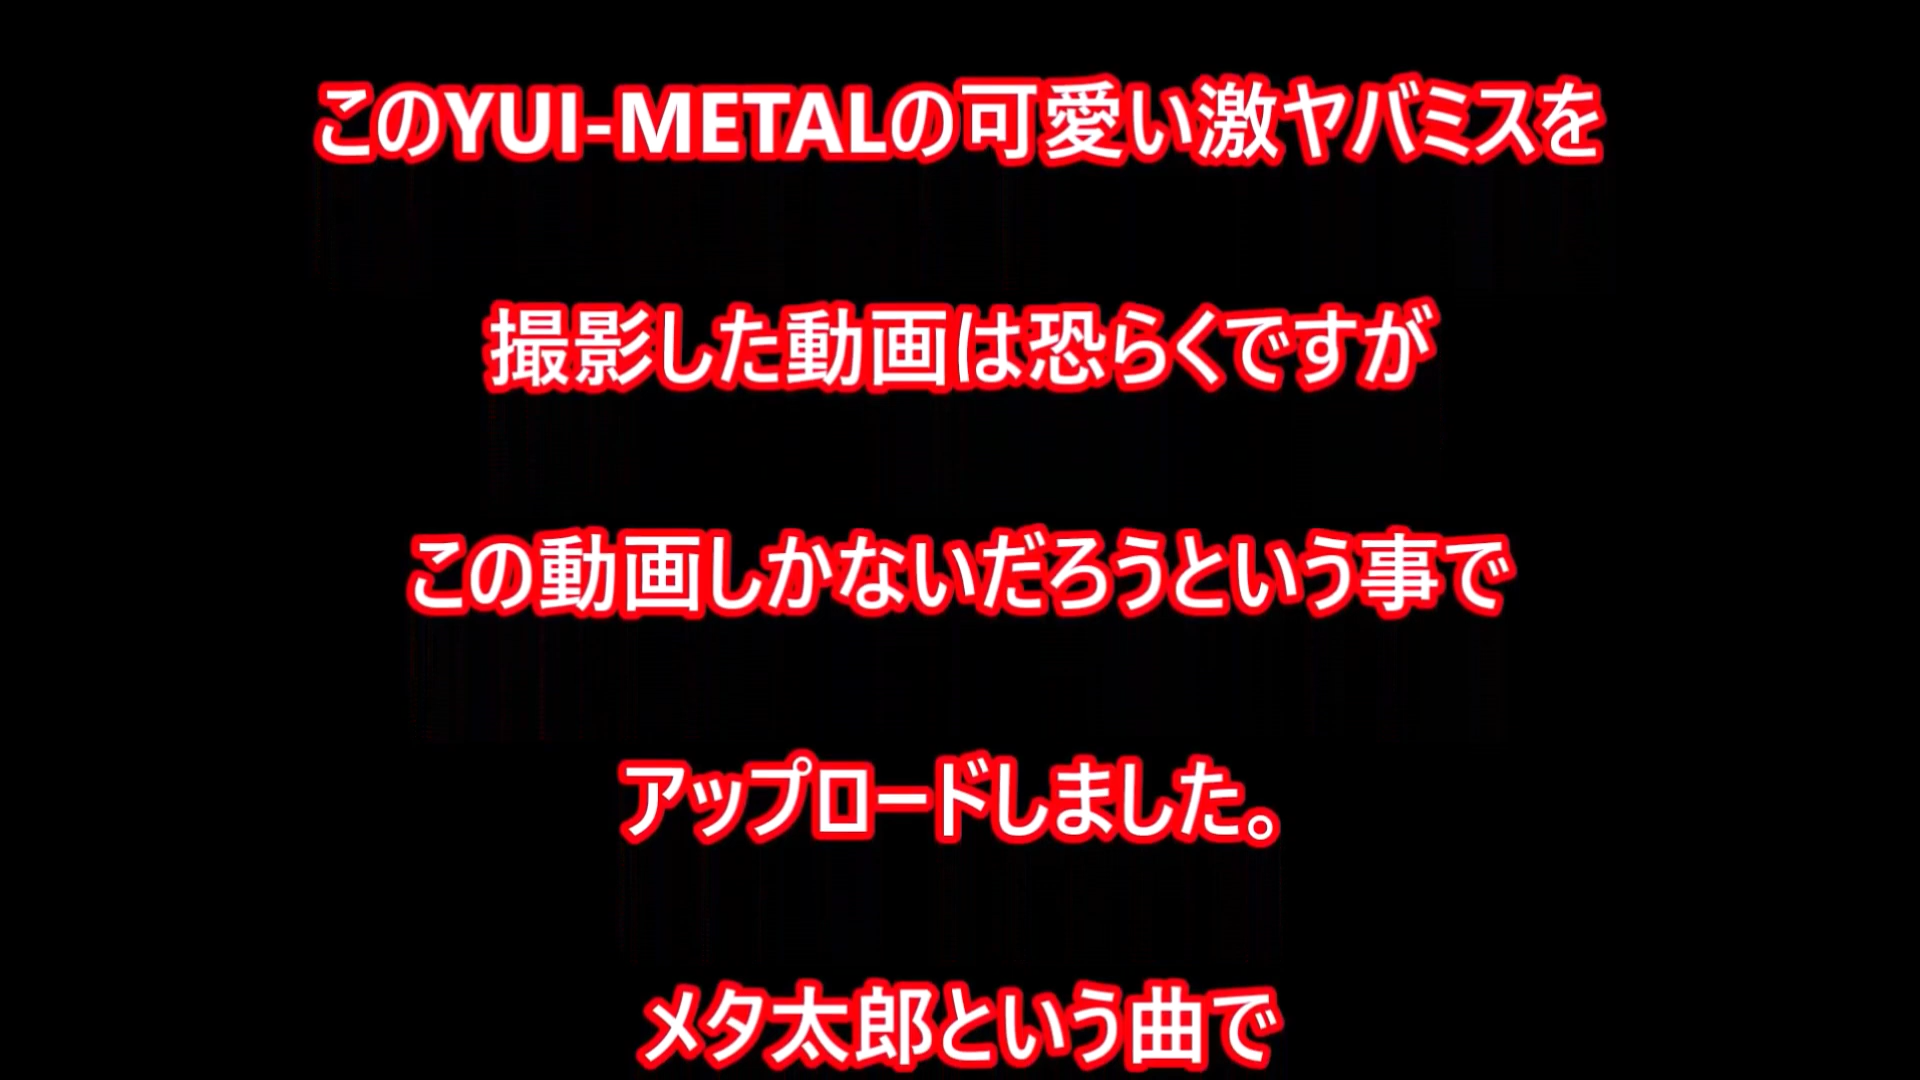 このYUI-METALの可愛い激ヤバミスを
撮影した動画は恐らくですが
この動画しかないだろうという事で
アップロードしました。
メタ太郎という曲で